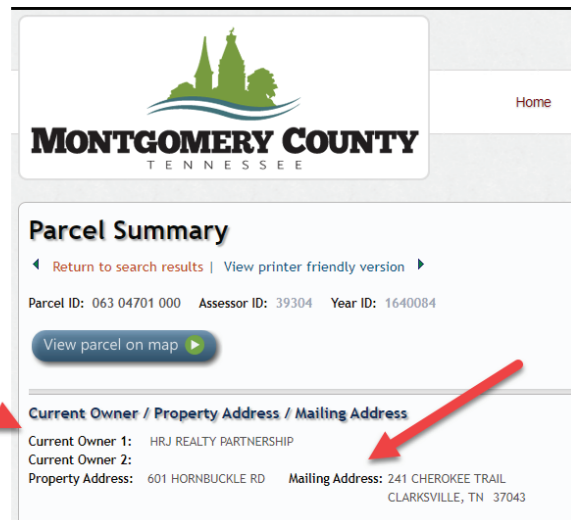 Home
MONTGOMERY COUNTY
TENNESSEE
Parcel Summary
Return to search results | View printer friendly version
Parcel ID: 063 04701 000 Assessor ID: 39304 Year ID: 1640084
View parcel on map
Current Owner / Property Address / Mailing Address
Current Owner 1: HRJ REALTY PARTNERSHIP
Current Owner 2:
Property Address: 601 HORNBUCKLE RD Mailing Address: 241 CHEROKEE TRAIL
CLARKSVILLE, TN 37043